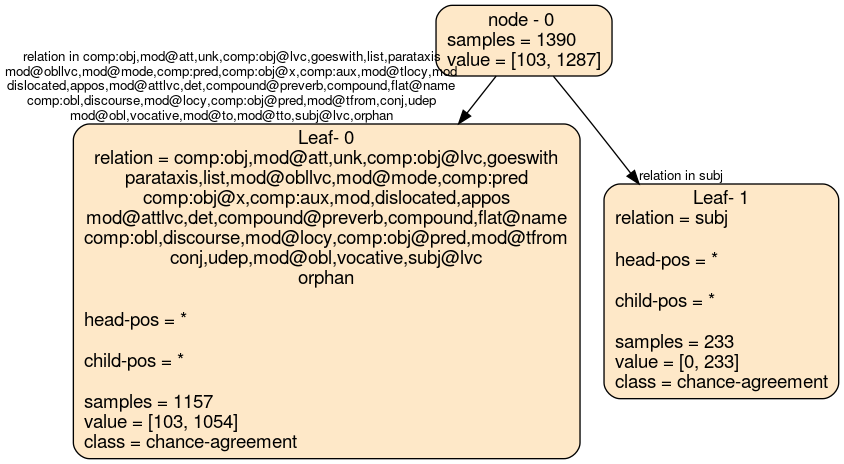 node - 0
samples = 1390
value = [103, 1287]
relation in comp:obj,mod@att,unk,comp:obj@lvc,goeswith,list,parataxis
mod@obllvc,mod@mode,comp:pred,comp:obj@x,comp:aux,mod@tlocy,mod
dislocated,appos,mod@attlvc,det,compound@preverb,compound,flat@name
comp:obl,discourse,mod@locy,comp:obj@pred,mod@tfrom,conj,udep
mod@obl,vocative,mod@to,mod@tto,subj@lvc,orphan
Leaf- 0
relation = comp:obj,mod@att,unk,comp:obj@lvc,goeswith
parataxis,list,mod@obllvc,mod@mode,comp:pred
comp:obj@x,comp:aux,mod,dislocated,appos
mod@attlvc,det,compound@preverb,compound,flat@name
comp:obl,discourse,mod@locy,comp:obj@pred,mod@tfrom
conj,udep,mod@obl,vocative,subj@lvc
orphan
head-pos = *
child-pos = *
samples = 1157
value = [103, 1054]
class = chance-agreement
relation in subj
Leaf- 1
relation = subj
head-pos = *
child-pos = *
samples = 233
value = [0, 233]
class = chance-agreement